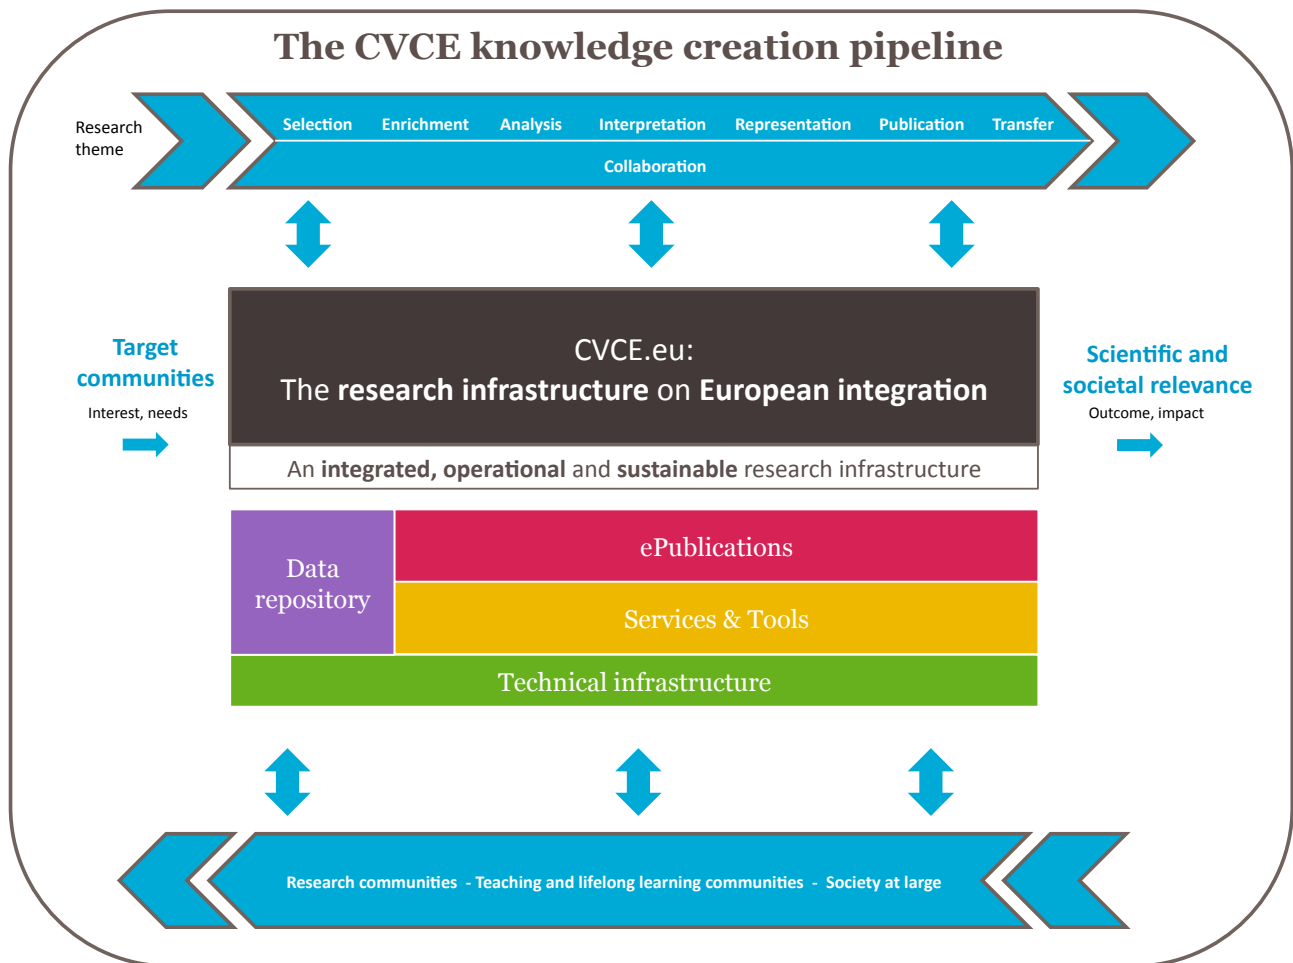 The CVCE knowledge creation pipeline
Research
theme
Selection Enrichment Analysis Interpretation Representation Publication Transfer
Collaboration
Target
communities
Interest, needs
CVCE.eu:
The research infrastructure on European integration
An integrated, operational and sustainable research infrastructure
Scientific and
societal relevance
Outcome, impact
Data
repository
ePublications
Services & Tools
Technical infrastructure
Research communities - Teaching and lifelong learning communities - Society at large